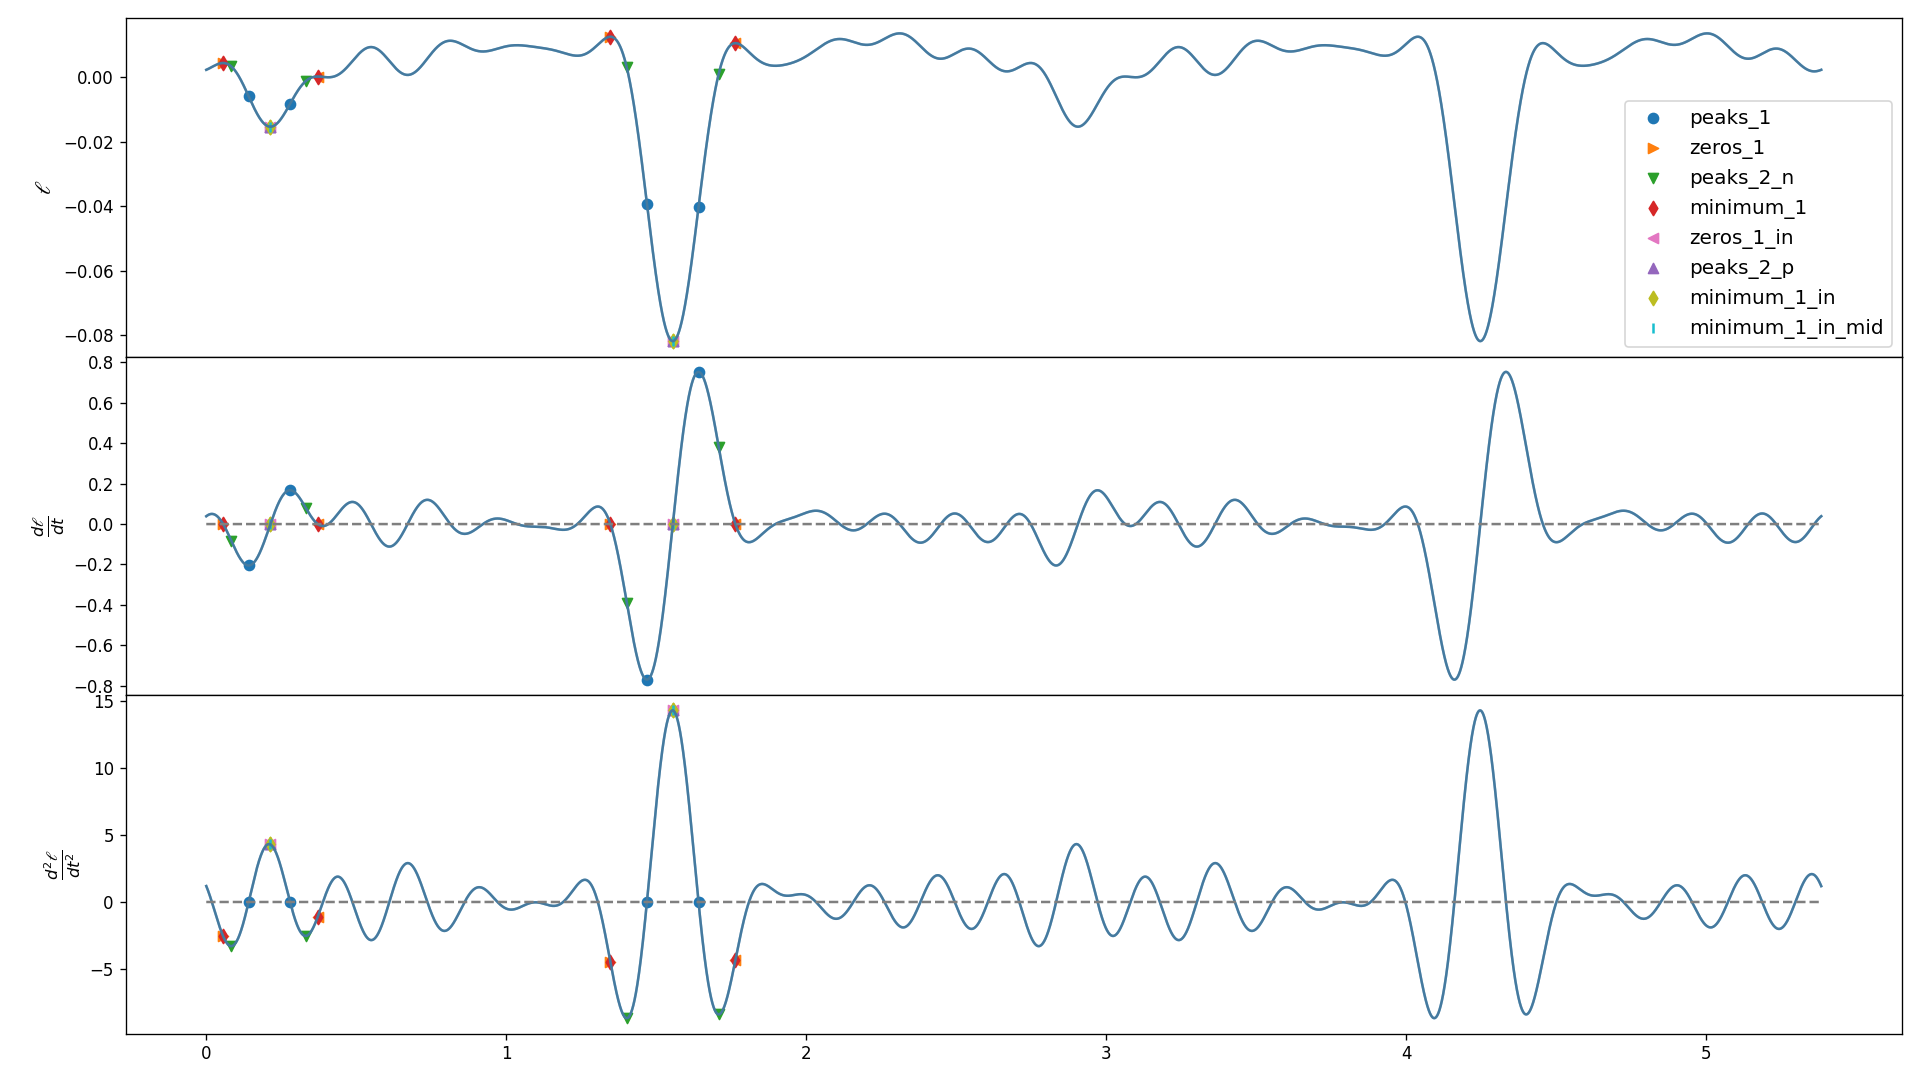 0.00
−0.02
−0.04
−0.06
−0.08
ℓ
peaks_1
zeros_1
peaks_2_n
minimum_1
zeros_1_in
peaks_2_p
minimum_1_in
minimum_1_in_mid
0.8
0.6
0.4
0.2
0.0
−0.2
−0.4
−0.6
−0.8
dℓ
dt
15
10
5
0
−5
d²ℓ
dt²
0 1 2 3 4 5